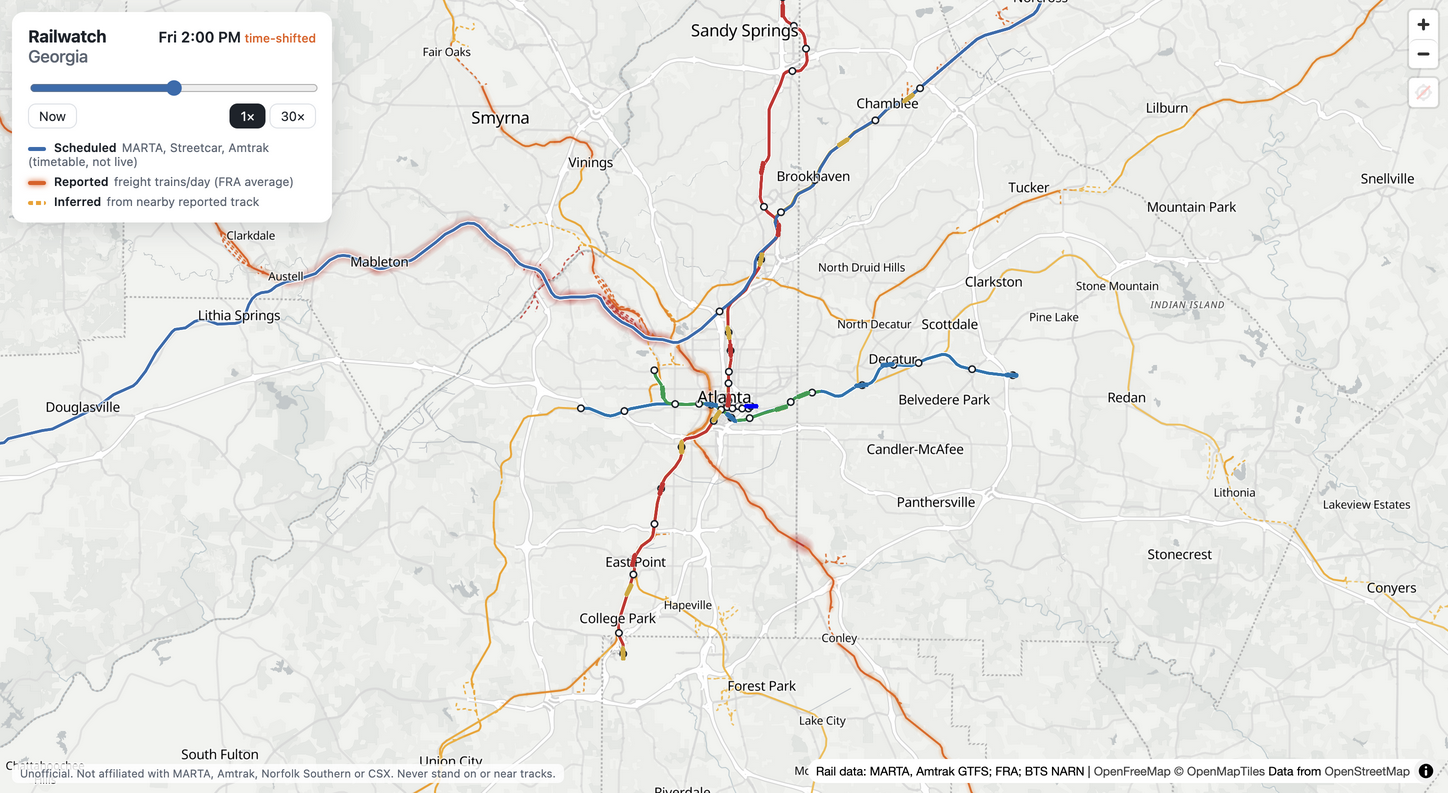 Railwatch
Georgia
Fri 2:00 PM time-shifted
Now
1×
30×
Scheduled MARTA, Streetcar, Amtrak
(timetable, not live)
Reported freight trains/day (FRA average)
Inferred from nearby reported track
+
−
Norcross
Sandy Springs
Fair Oaks
Chamblee
Lilburn
Smyrna
Vinings
Brookhaven
Tucker
Snellville
Mountain Park
Clarkdale
Mableton
Austell
North Druid Hills
Clarkston
Stone Mountain
INDIAN ISLAND
Lithia Springs
North Decatur
Scottdale
Pine Lake
Decatur
Douglasville
Atlanta
Belvedere Park
Redan
Candler-McAfee
Lithonia
Panthersville
Lakeview Estates
East Point
Stonecrest
Conyers
Hapeville
College Park
Conley
Forest Park
Lake City
South Fulton
Union City
Riverdale
Unofficial. Not affiliated with MARTA, Amtrak, Norfolk Southern or CSX. Never stand on or near tracks.
Rail data: MARTA, Amtrak GTFS; FRA; BTS NARN | OpenFreeMap © OpenMapTiles Data from OpenStreetMap